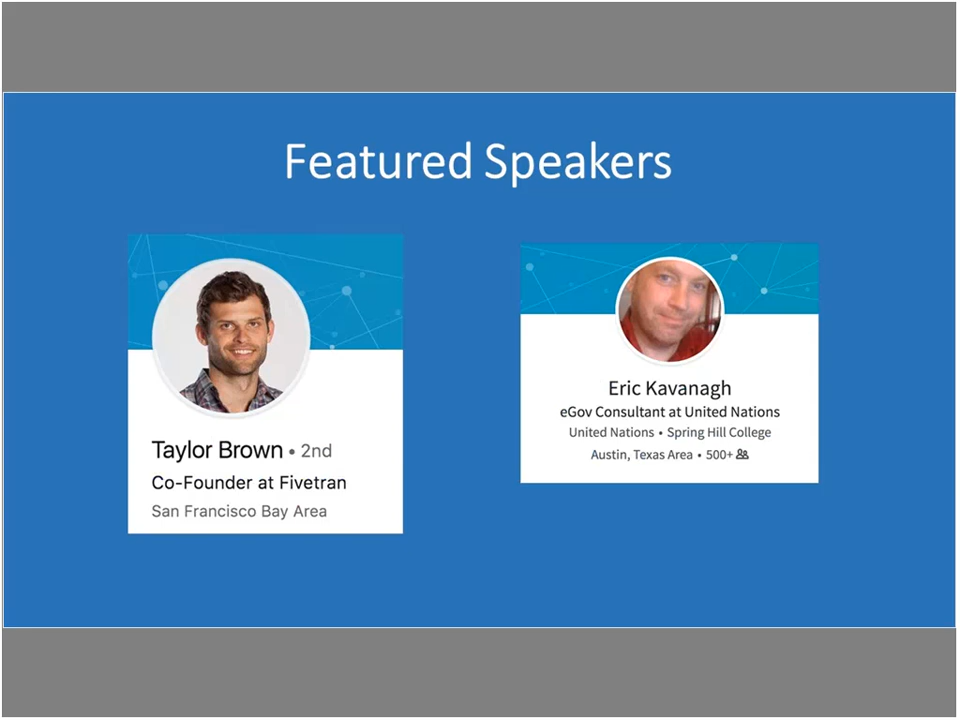 Featured Speakers
Taylor Brown • 2nd
Co-Founder at Fivetran
San Francisco Bay Area
Eric Kavanagh
eGov Consultant at United Nations
United Nations • Spring Hill College
Austin, Texas Area • 500+